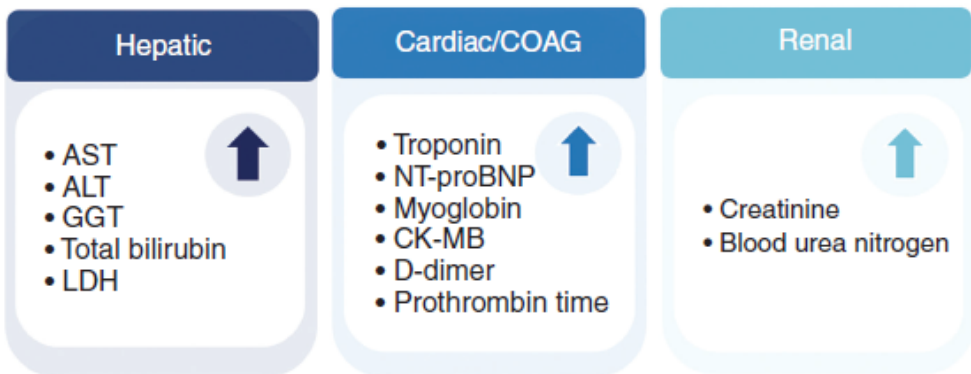 Hepatic
• AST
• ALT
• GGT
• Total bilirubin
• LDH
Cardiac/COAG
• Troponin
• NT-proBNP
• Myoglobin
• CK-MB
• D-dimer
• Prothrombin time
Renal
• Creatinine
• Blood urea nitrogen